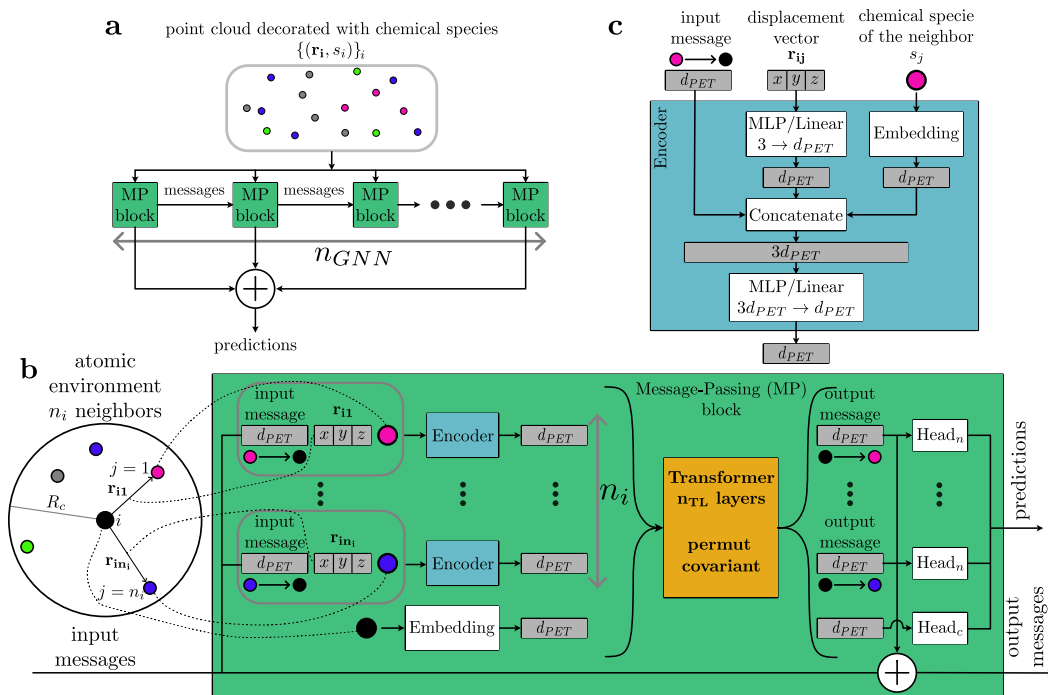 a
point cloud decorated with chemical species
{(r_i, s_i)}_i
MP block
messages
MP block
messages
MP block
MP block
n_GNN
+
predictions
c
input message
d_PET
displacement vector
r_ij
x y z
chemical specie of the neighbor
s_j
Encoder
MLP/Linear
3 → d_PET
Embedding
d_PET
d_PET
Concatenate
3d_PET
MLP/Linear
3d_PET → d_PET
d_PET
b
atomic
environment
n_i neighbors
j = 1
r_i1
R_c
i
r_in_i
j = n_i
input
messages
input
message
r_i1
d_PET
x y z
Encoder
d_PET
n_i
input
message
r_in_i
d_PET
x y z
Encoder
d_PET
Embedding
d_PET
Message-Passing (MP)
block
Transformer
n_TL layers
permut
covariant
output
message
d_PET
Head_n
output
message
d_PET
Head_n
d_PET
Head_c
+
predictions
output
messages